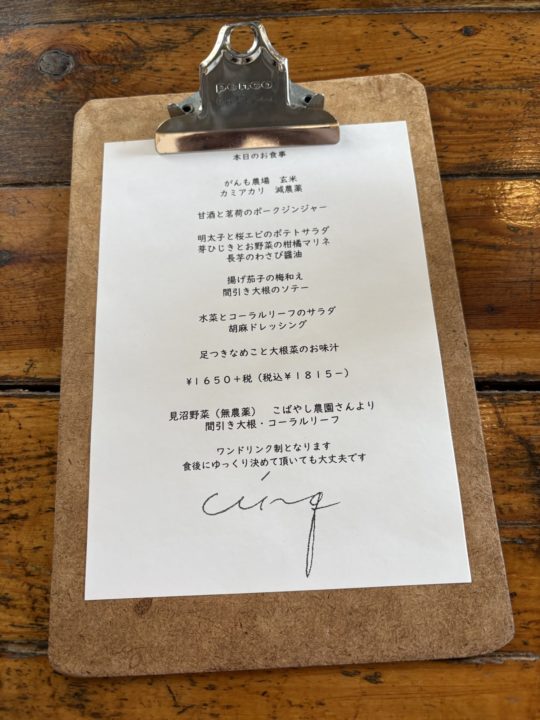 PENCO
本日のお食事
がんも農場　玄米
カミアカリ　減農薬
甘酒と茗荷のポークジンジャー
明太子と桜エビのポテトサラダ
芽ひじきとお野菜の柑橘マリネ
長芋のわさび醤油
揚げ茄子の梅和え
間引き大根のソテー
水菜とコーラルリーフのサラダ
胡麻ドレッシング
足つきなめこと大根菜のお味汁
¥1650+税（税込¥1815-）
見沼野菜（無農薬）　こばやし農園さんより
間引き大根・コーラルリーフ
ワンドリンク制となります
食後にゆっくり決めて頂いても大丈夫です
cinq